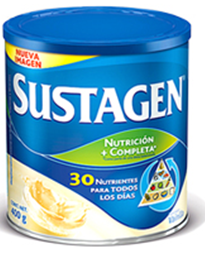 NUEVA
IMAGEN
SUSTAGEN
NUTRICIÓN
+ COMPLETA*
30 NUTRIENTES
PARA TODOS
LOS DÍAS
400 g